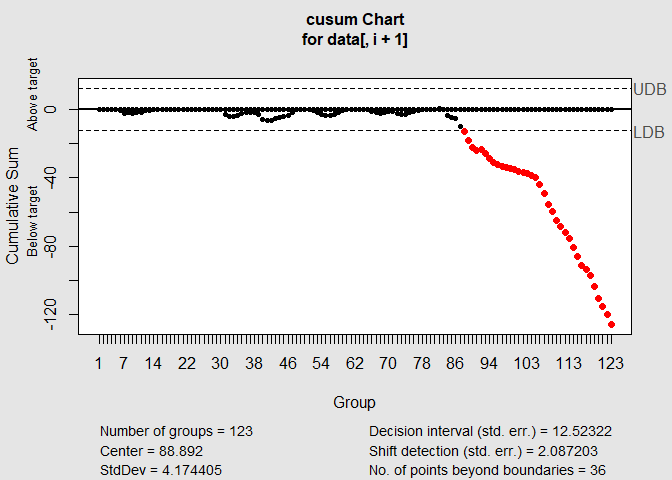 cusum Chart
for data[, i + 1]
Cumulative Sum
Above target
Below target
0
-40
-80
-120
UDB
LDB
1 7 14 22 30 38 46 54 62 70 78 86 94 103 113 123
Group
Number of groups = 123
Center = 88.892
StdDev = 4.174405
Decision interval (std. err.) = 12.52322
Shift detection (std. err.) = 2.087203
No. of points beyond boundaries = 36